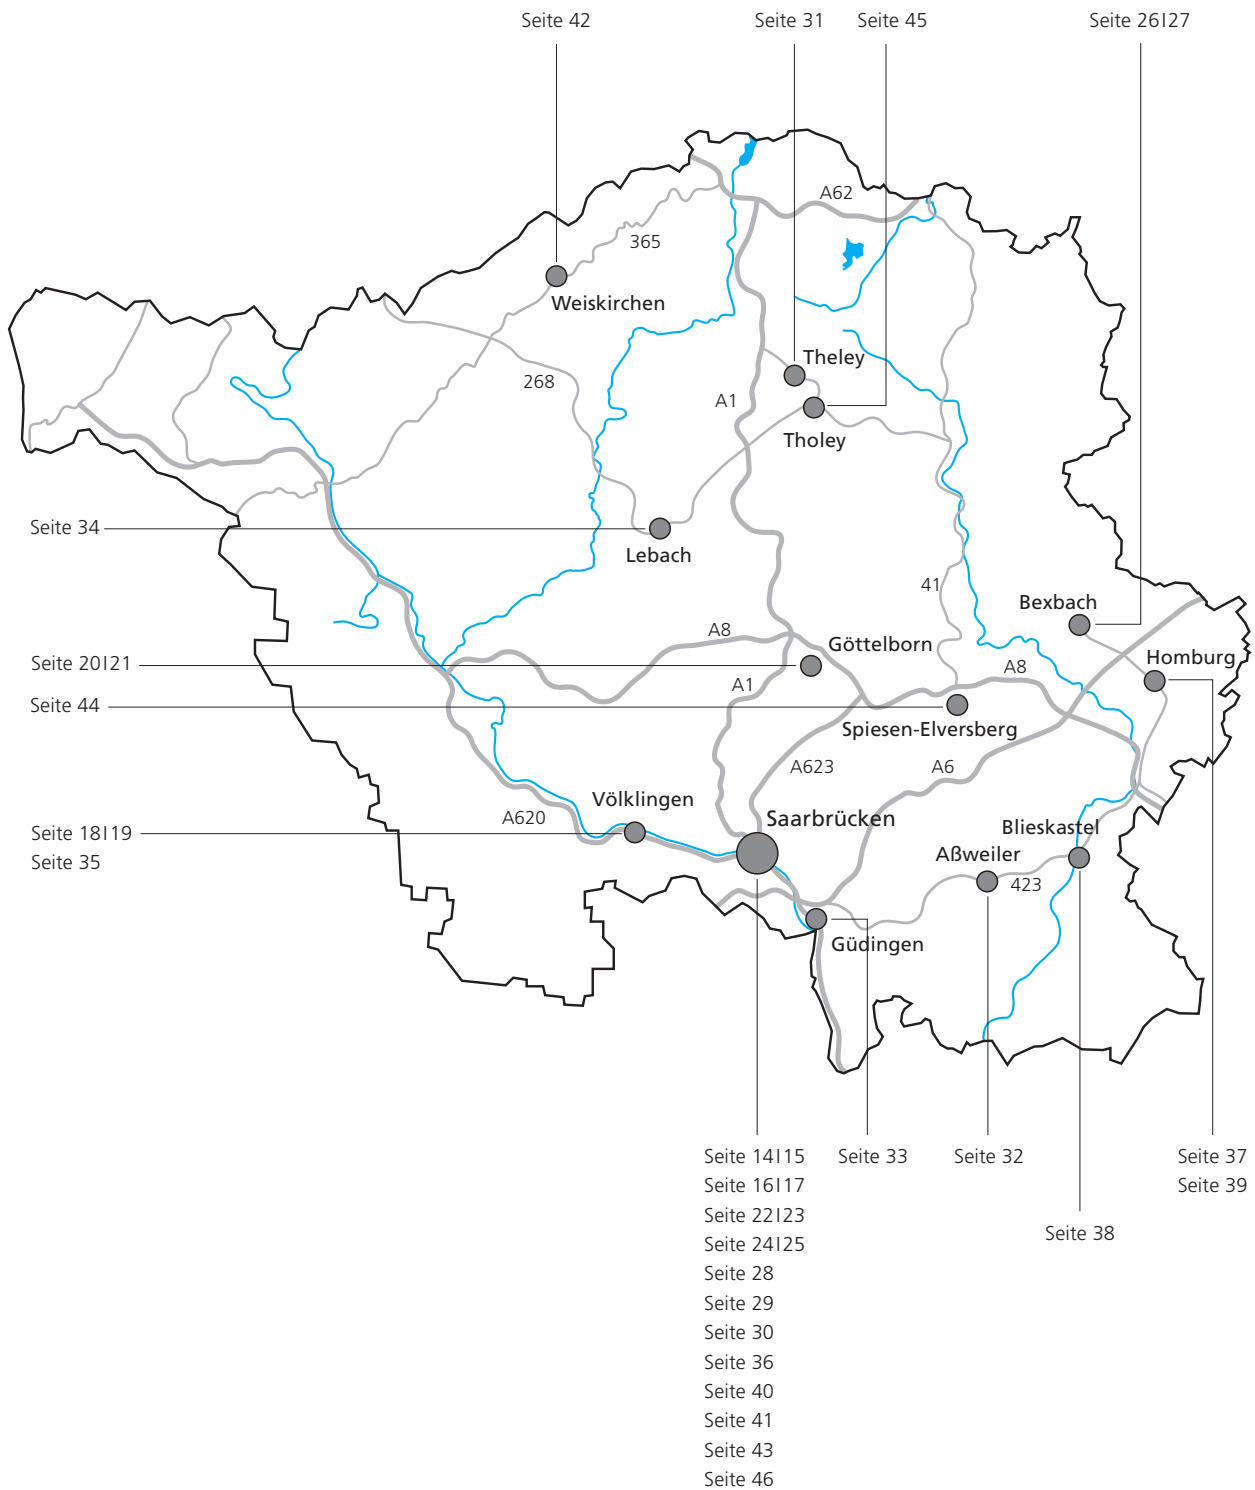 Seite 42
Seite 31
Seite 45
Seite 26|27
A62
365
Weiskirchen
Theley
268
A1
Tholey
Seite 34
Lebach
41
Bexbach
A8
Göttelborn
Homburg
Seite 20|21
A8
A1
Seite 44
Spiesen-Elversberg
A623
A6
Völklingen
A620
Saarbrücken
Blieskastel
Seite 18|19
Aßweiler
Seite 35
423
Güdingen
Seite 14|15
Seite 16|17
Seite 22|23
Seite 24|25
Seite 28
Seite 29
Seite 30
Seite 36
Seite 40
Seite 41
Seite 43
Seite 46
Seite 33
Seite 32
Seite 38
Seite 37
Seite 39